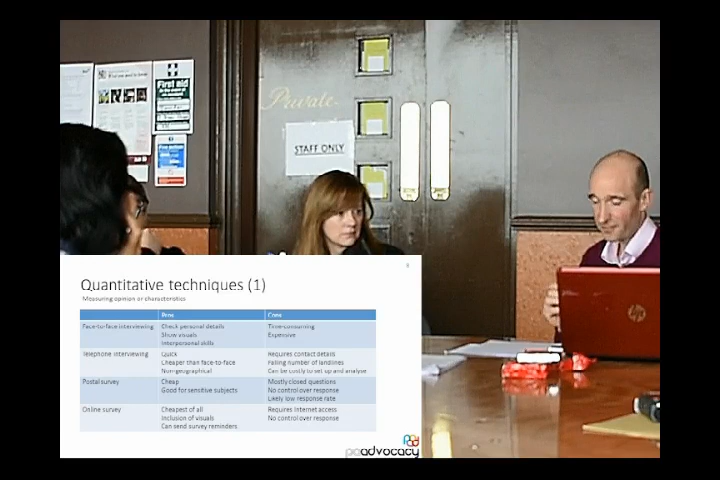 First aid
Private
STAFF ONLY
hp
Quantitative techniques (1)
Measuring opinion or characteristics
Pros Cons
Face-to-face interviewing Check personal details Time-consuming
Show visuals Expensive
Interpersonal skills
Telephone interviewing Quick Requires contact details
Cheaper than face-to-face Falling number of landlines
Non-geographical Can be costly to set up and analyse
Postal survey Cheap Mostly closed questions
Good for sensitive subjects No control over response
Likely low response rate
Online survey Cheapest of all Requires Internet access
Inclusion of visuals No control over response
Can send survey reminders
paadvocacy